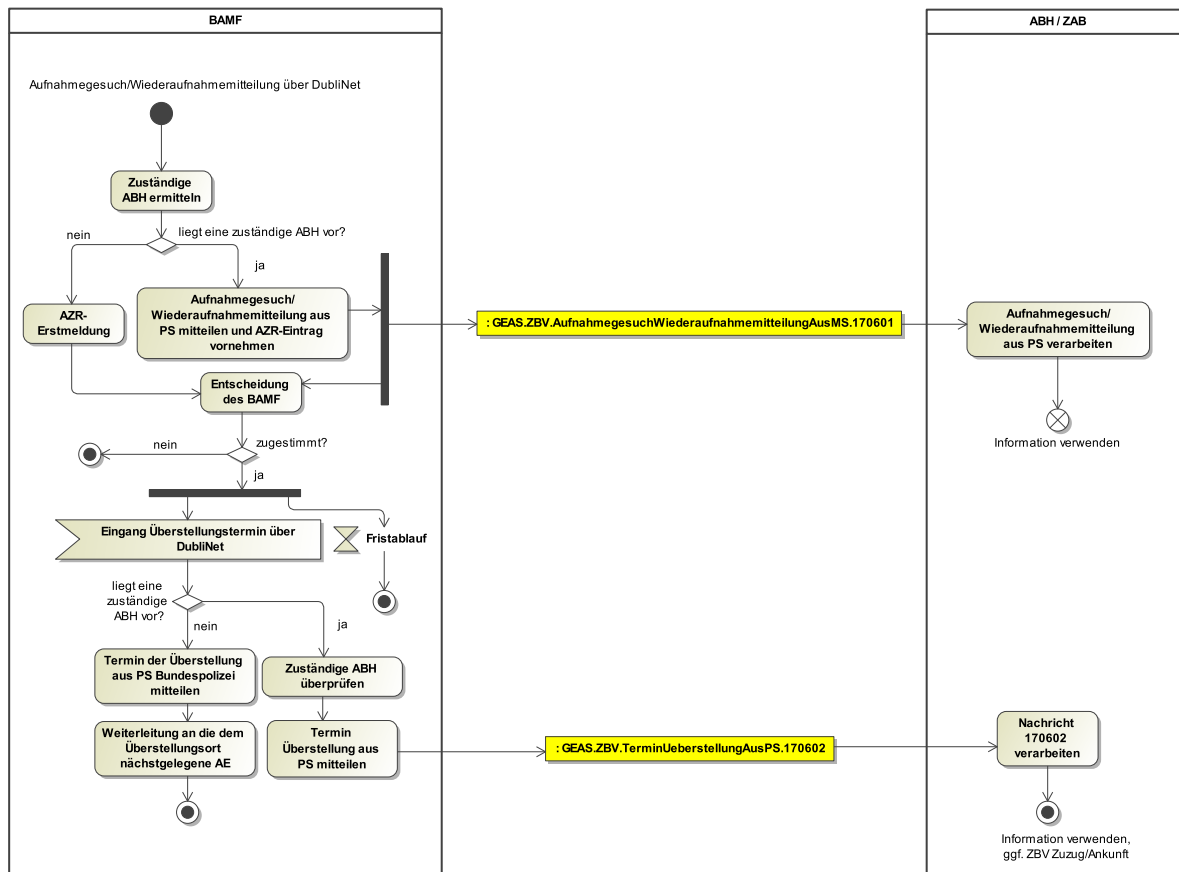 BAMF
ABH / ZAB
Aufnahmegesuch/Wiederaufnahmemitteilung über DubliNet
Zuständige
ABH ermitteln
nein
liegt eine zuständige ABH vor?
ja
AZR-
Erstmeldung
Aufnahmegesuch/
Wiederaufnahmemitteilung aus
PS mitteilen und AZR-Eintrag
vornehmen
: GEAS.ZBV.AufnahmegesuchWiederaufnahmemitteilungAusMS.170601
Aufnahmegesuch/
Wiederaufnahmemitteilung
aus PS verarbeiten
Entscheidung
des BAMF
Information verwenden
nein
zugestimmt?
ja
Eingang Überstellungstermin über
DubliNet
Fristablauf
liegt eine
zuständige
ABH vor?
nein
ja
Termin der Überstellung
aus PS Bundespolizei
mitteilen
Zuständige ABH
überprüfen
Weiterleitung an die dem
Überstellungsort
nächstgelegene AE
Termin
Überstellung aus
PS mitteilen
: GEAS.ZBV.TerminUeberstellungAusPS.170602
Nachricht
170602
verarbeiten
Information verwenden,
ggf. ZBV Zuzug/Ankunft